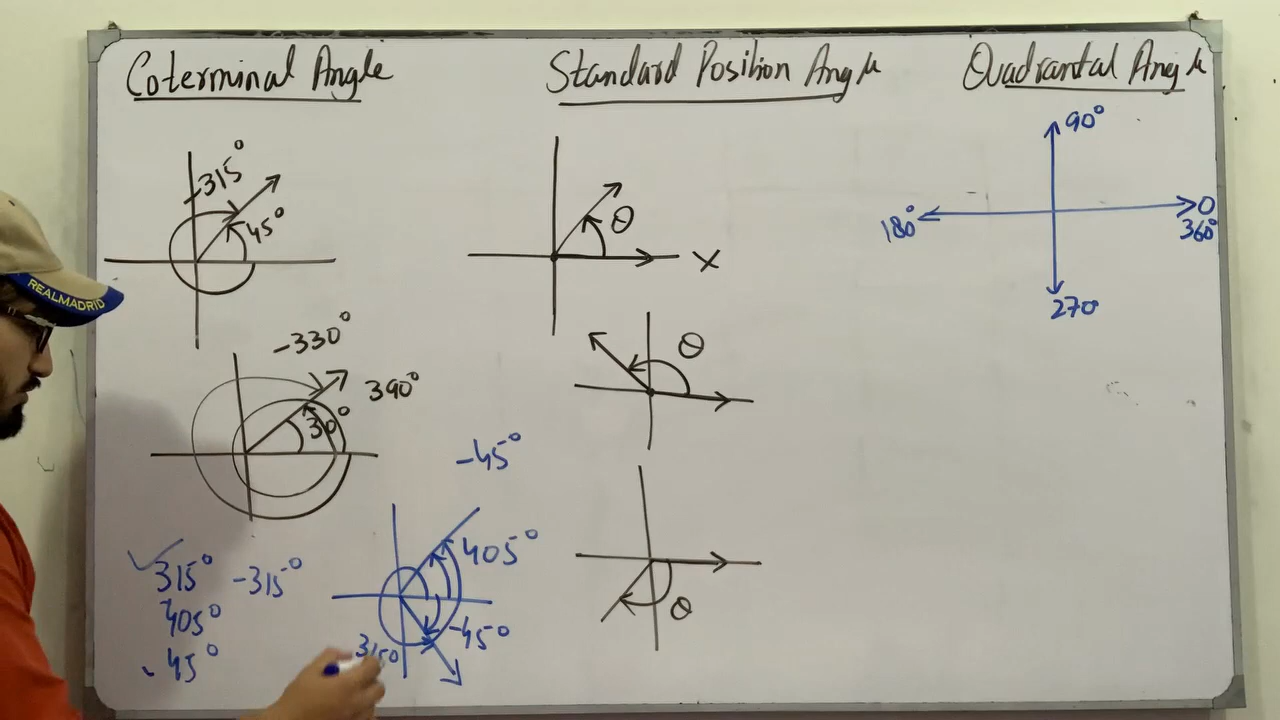 Coterminal Angle
-315°
45°
-330°
390°
30°
-45°
405°
-45°
315°
315° -315°
405°
45°
Standard Position Angle
θ
X
θ
θ
Quadrantal Angle
90°
180°
0
360°
270°
REALMADRID